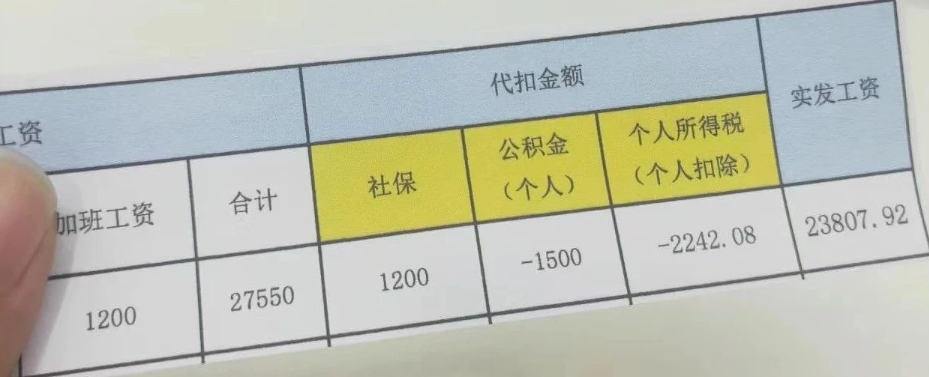 工资
代扣金额
实发工资
加班工资
合计
社保
公积金
（个人）
个人所得税
（个人扣除）
1200
27550
1200
-1500
-2242.08
23807.92